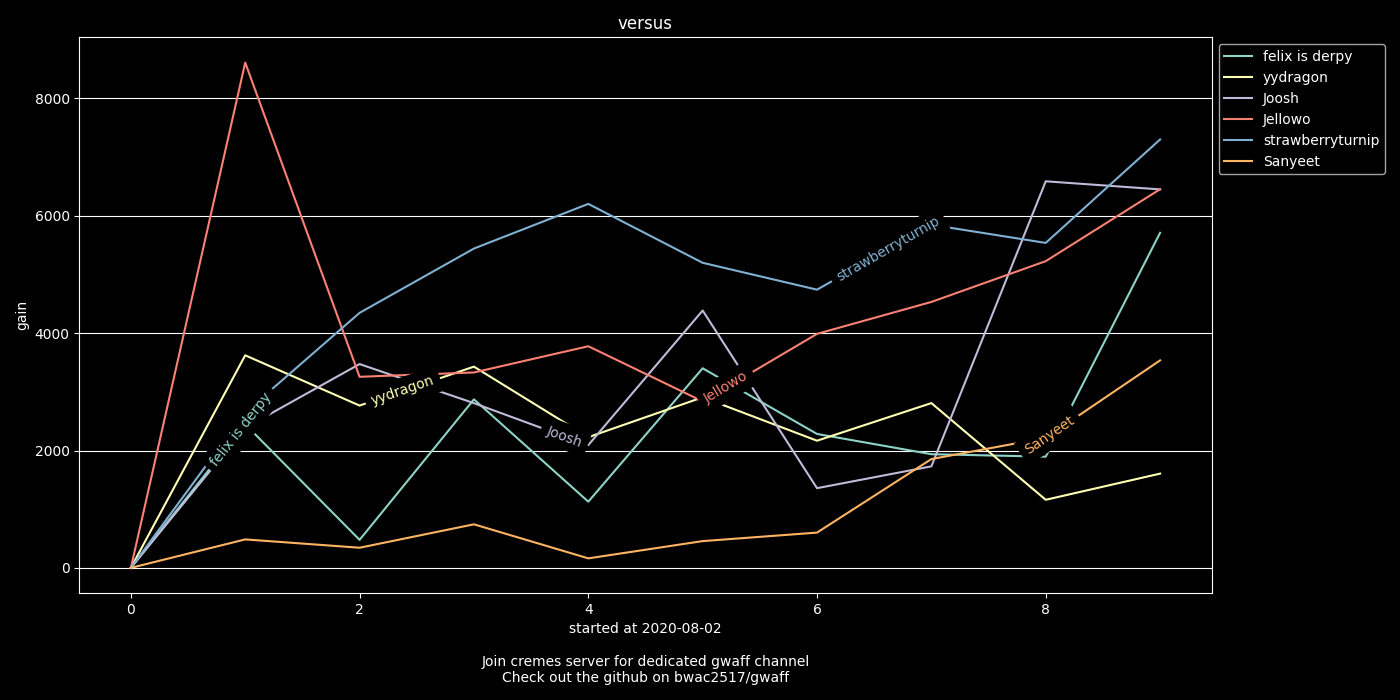 versus
felix is derpy
yydragon
Joosh
Jellowo
strawberryturnip
Sanyeet
8000
6000
4000
2000
0
gain
felix is derpy
yydragon
Joosh
Jellowo
strawberryturnip
Sanyeet
0 2 4 6 8
started at 2020-08-02
Join cremes server for dedicated gwaff channel
Check out the github on bwac2517/gwaff